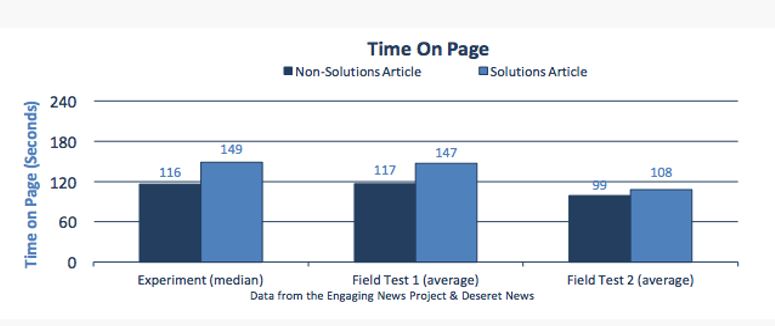 Time On Page
Non-Solutions Article Solutions Article
Time on Page (Seconds)
240
180
120
60
0
116 149 117 147 99 108
Experiment (median) Field Test 1 (average) Field Test 2 (average)
Data from the Engaging News Project & Deseret News